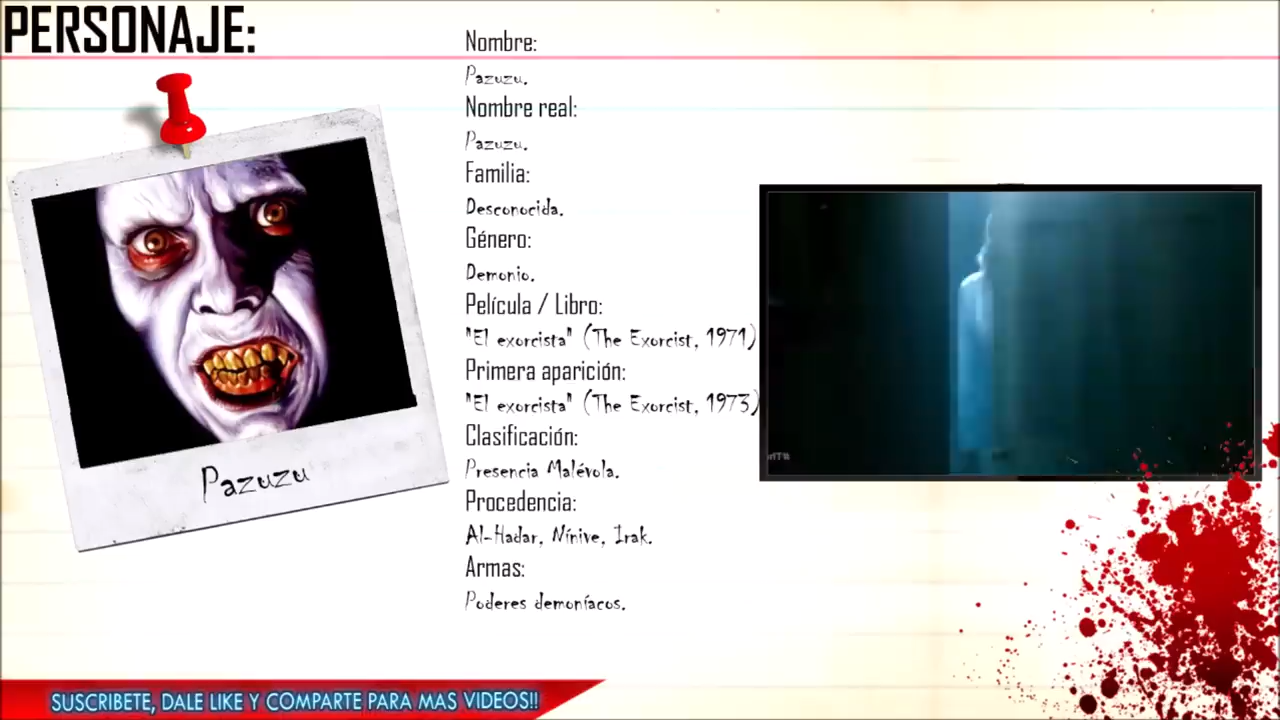 PERSONAJE:
Nombre:
Pazuzu.
Nombre real:
Pazuzu.
Familia:
Desconocida.
Género:
Demonio.
Película / Libro:
"El exorcista" (The Exorcist, 1971)
Primera aparición:
"El exorcista" (The Exorcist, 1973)
Clasificación:
Presencia Malévola.
Procedencia:
Al-Hadar, Nínive, Irak.
Armas:
Poderes demoníacos.
Pazuzu
SUSCRIBETE, DALE LIKE Y COMPARTE PARA MAS VIDEOS!!